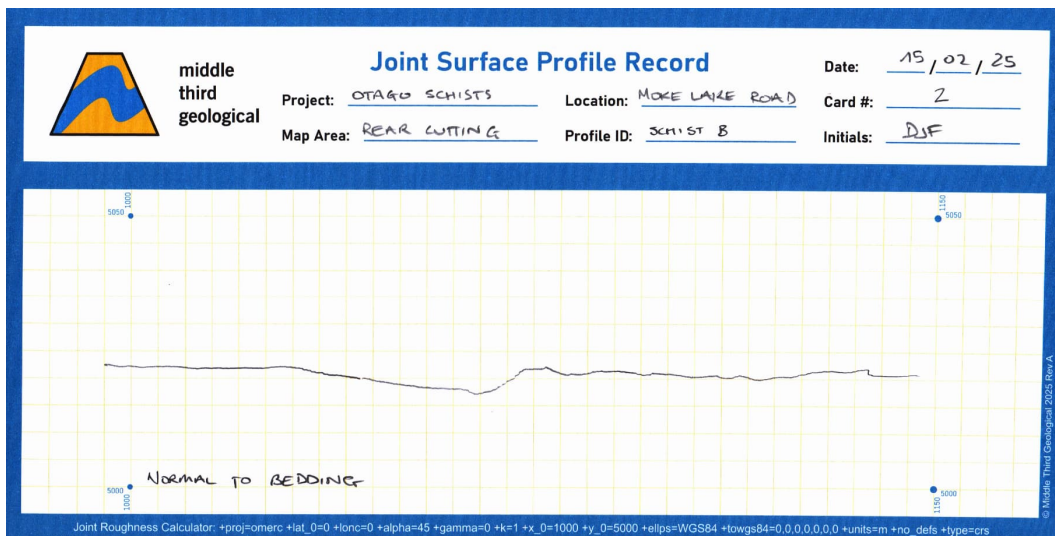 middle
third
geological
Joint Surface Profile Record
Project: OTAGO SCHISTS
Location: MOKE LAKE ROAD
Date: 15/02/25
Card #: 2
Map Area: REAR CUTTING
Profile ID: SCHIST B
Initials: DJF
5050
1000
1150
5050
NORMAL TO BEDDING
5000
1000
1150
5000
© Middle Third Geological 2025 Rev A
Joint Roughness Calculator: +proj=omerc +lat_0=0 +lonc=0 +alpha=45 +gamma=0 +k=1 +x_0=1000 +y_0=5000 +ellps=WGS84 +towgs84=0,0,0,0,0,0,0 +units=m +no_defs +type=crs